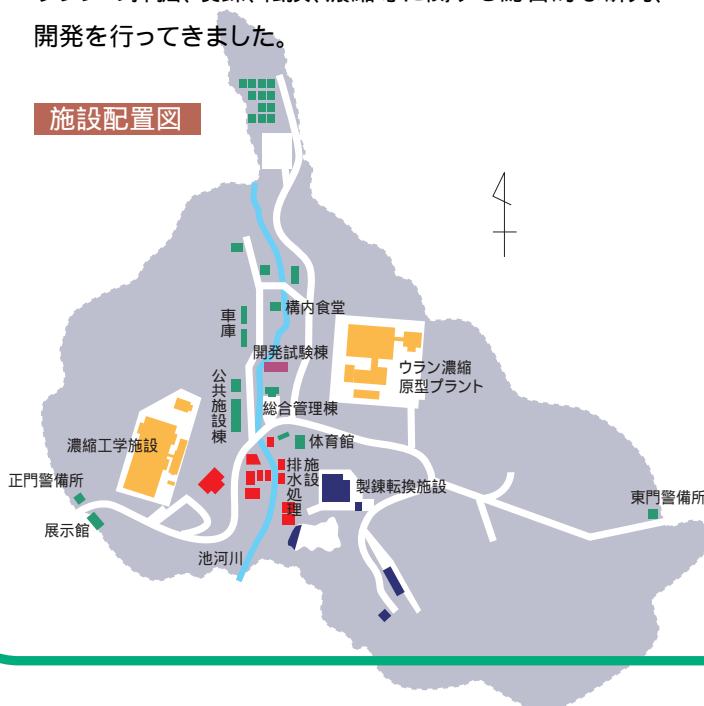 開発を行ってきました。
施設配置図
構内食堂
車庫
開発試験棟
ウラン濃縮
原型プラント
公共施設棟
総合管理棟
体育館
濃縮工学施設
排水処理
施設
製錬転換施設
正門警備所
東門警備所
展示館
池河川